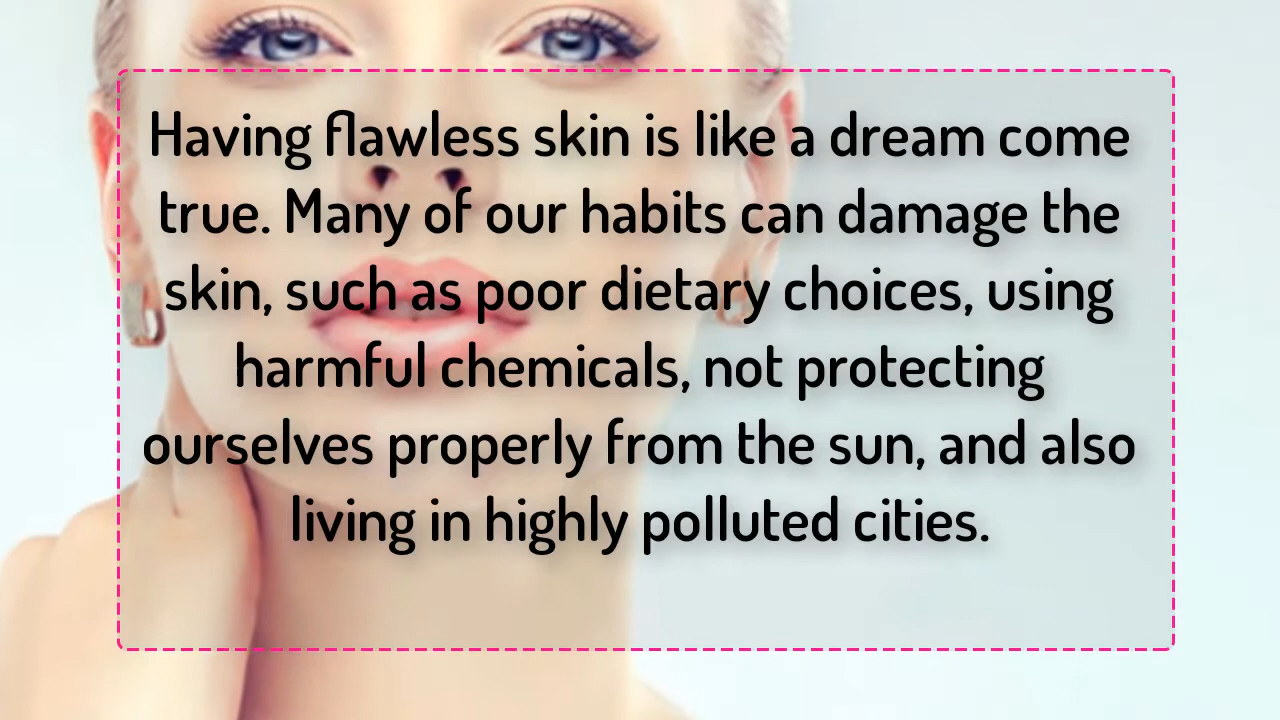 Having flawless skin is like a dream come
true. Many of our habits can damage the
skin, such as poor dietary choices, using
harmful chemicals, not protecting
ourselves properly from the sun, and also
living in highly polluted cities.